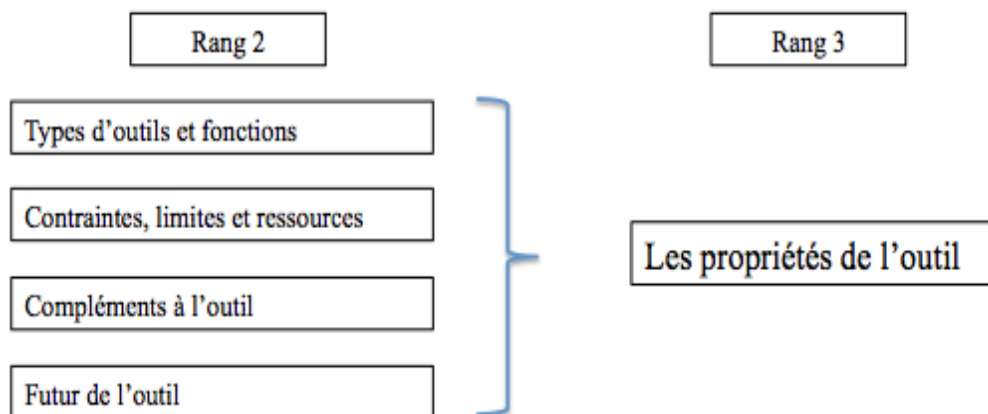 Rang 2
Rang 3
Types d'outils et fonctions
Contraintes, limites et ressources
Compléments à l'outil
Futur de l'outil
Les propriétés de l'outil